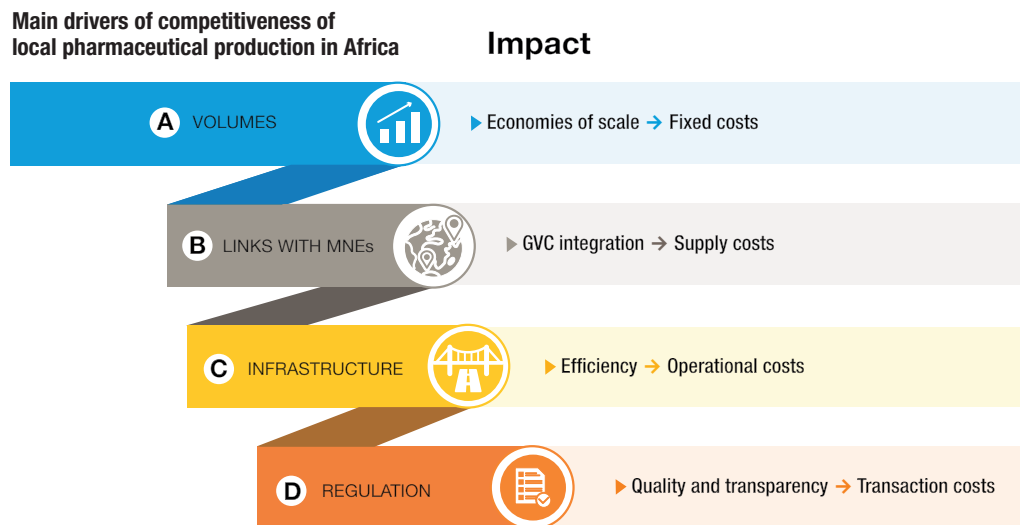 Main drivers of competitiveness of
local pharmaceutical production in Africa
Impact
A VOLUMES
Economies of scale → Fixed costs
B LINKS WITH MNEs
GVC integration → Supply costs
C INFRASTRUCTURE
Efficiency → Operational costs
D REGULATION
Quality and transparency → Transaction costs